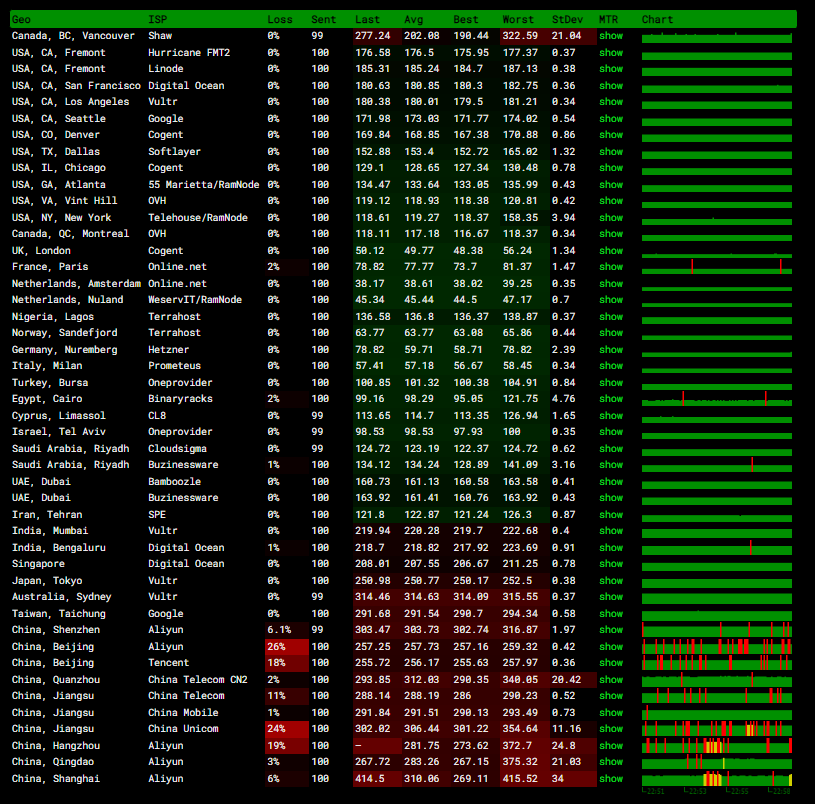 Geo ISP Loss Sent Last Avg Best Worst StDev MTR Chart
Canada, BC, Vancouver Shaw 0% 99 277.24 202.08 190.44 322.59 21.04 show
USA, CA, Fremont Hurricane FMT2 0% 100 176.58 176.5 175.95 177.37 0.37 show
USA, CA, Fremont Linode 0% 100 185.31 185.24 184.7 187.13 0.38 show
USA, CA, San Francisco Digital Ocean 0% 100 180.63 180.85 180.3 182.75 0.36 show
USA, CA, Los Angeles Vultr 0% 100 180.38 180.01 179.5 181.21 0.34 show
USA, CA, Seattle Google 0% 100 171.98 173.03 171.77 174.02 0.54 show
USA, CO, Denver Cogent 0% 100 169.84 168.85 167.38 170.88 0.86 show
USA, TX, Dallas Softlayer 0% 100 152.88 153.4 152.72 165.02 1.32 show
USA, IL, Chicago Cogent 0% 100 129.1 128.65 127.34 130.48 0.78 show
USA, GA, Atlanta 55 Marietta/RamNode 0% 100 134.47 133.64 133.05 135.99 0.43 show
USA, VA, Vint Hill OVH 0% 100 119.12 118.93 118.38 120.81 0.42 show
USA, NY, New York Telehouse/RamNode 0% 100 118.61 119.27 118.37 158.35 3.94 show
Canada, QC, Montreal OVH 0% 100 118.11 117.18 116.67 118.37 0.34 show
UK, London Cogent 0% 100 50.12 49.77 48.38 56.24 1.34 show
France, Paris Online.net 2% 100 78.82 77.77 73.7 81.37 1.47 show
Netherlands, Amsterdam Online.net 0% 100 38.17 38.61 38.02 39.25 0.35 show
Netherlands, Nuland WeservIT/RamNode 0% 100 45.34 45.44 44.5 47.17 0.7 show
Nigeria, Lagos Terrahost 0% 100 136.58 136.8 136.37 138.87 0.37 show
Norway, Sandefjord Terrahost 0% 100 63.77 63.77 63.08 65.86 0.44 show
Germany, Nuremberg Hetzner 0% 100 78.82 59.71 58.71 78.82 2.39 show
Italy, Milan Prometeus 0% 100 57.41 57.18 56.67 58.45 0.34 show
Turkey, Bursa Oneprovider 0% 100 100.85 101.32 100.38 104.91 0.84 show
Egypt, Cairo Binaryracks 2% 100 99.16 98.29 95.05 121.75 4.76 show
Cyprus, Limassol CL8 0% 99 113.65 114.7 113.35 126.94 1.65 show
Israel, Tel Aviv Oneprovider 0% 99 98.53 98.53 97.93 100 0.35 show
Saudi Arabia, Riyadh Cloudsigma 0% 99 124.72 123.19 122.37 124.72 0.62 show
Saudi Arabia, Riyadh Buzinessware 1% 100 134.12 134.24 128.89 141.09 3.16 show
UAE, Dubai Bamboozle 0% 100 160.73 161.13 160.58 163.58 0.41 show
UAE, Dubai Buzinessware 0% 100 163.92 161.41 160.76 163.92 0.43 show
Iran, Tehran SPE 0% 100 121.8 122.87 121.24 126.3 0.87 show
India, Mumbai Vultr 0% 100 219.94 220.28 219.7 222.68 0.4 show
India, Bengaluru Digital Ocean 1% 100 218.7 218.82 217.92 223.69 0.91 show
Singapore Digital Ocean 0% 100 208.01 207.55 206.67 211.25 0.78 show
Japan, Tokyo Vultr 0% 100 250.98 250.77 250.17 252.5 0.38 show
Australia, Sydney Vultr 0% 99 314.46 314.63 314.09 315.55 0.37 show
Taiwan, Taichung Google 0% 100 291.68 291.54 290.7 294.34 0.58 show
China, Shenzhen Aliyun 6.1% 99 303.47 303.73 302.74 316.87 1.97 show
China, Beijing Aliyun 26% 100 257.25 257.73 257.16 259.32 0.42 show
China, Beijing Tencent 18% 100 255.72 256.17 255.63 257.97 0.36 show
China, Quanzhou China Telecom CN2 2% 100 293.85 312.03 290.35 340.05 20.42 show
China, Jiangsu China Telecom 11% 100 288.14 288.19 286 290.23 0.52 show
China, Jiangsu China Mobile 1% 100 291.84 291.51 290.13 293.49 0.73 show
China, Jiangsu China Unicom 24% 100 302.02 306.44 301.22 354.64 11.16 show
China, Hangzhou Aliyun 19% 100 – 281.75 273.62 372.7 24.8 show
China, Qingdao Aliyun 3% 100 267.72 283.26 267.15 375.32 21.03 show
China, Shanghai Aliyun 6% 100 414.5 310.06 269.11 415.52 34 show